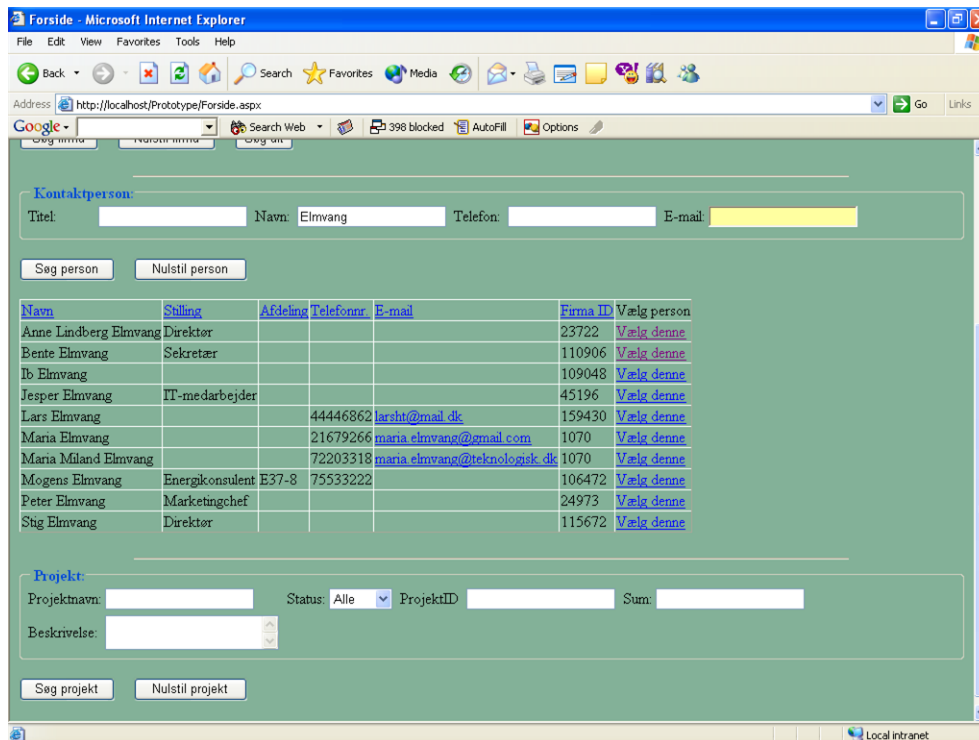 Forside - Microsoft Internet Explorer
File Edit View Favorites Tools Help
Back Search Favorites Media
Address http://localhost/Prototype/Forside.aspx Go Links
Google Search Web 398 blocked AutoFill Options
Søg firma Nulstil firma Søg alt
Kontaktperson:
Titel: Navn: Elmvang Telefon: E-mail:
Søg person Nulstil person
Navn Stilling Afdeling Telefonnr. E-mail Firma ID Vælg person
Anne Lindberg Elmvang Direktør 23722 Vælg denne
Bente Elmvang Sekretær 110906 Vælg denne
Ib Elmvang 109048 Vælg denne
Jesper Elmvang IT-medarbejder 45196 Vælg denne
Lars Elmvang 44446862 larsht@mail.dk 159430 Vælg denne
Maria Elmvang 21679266 maria.elmvang@gmail.com 1070 Vælg denne
Maria Miland Elmvang 72203318 maria.elmvang@teknologisk.dk 1070 Vælg denne
Mogens Elmvang Energikonsulent E37-8 75533222 106472 Vælg denne
Peter Elmvang Marketingchef 24973 Vælg denne
Stig Elmvang Direktør 115672 Vælg denne
Projekt:
Projektnavn: Status: Alle ProjektID Sum:
Beskrivelse:
Søg projekt Nulstil projekt
Local intranet